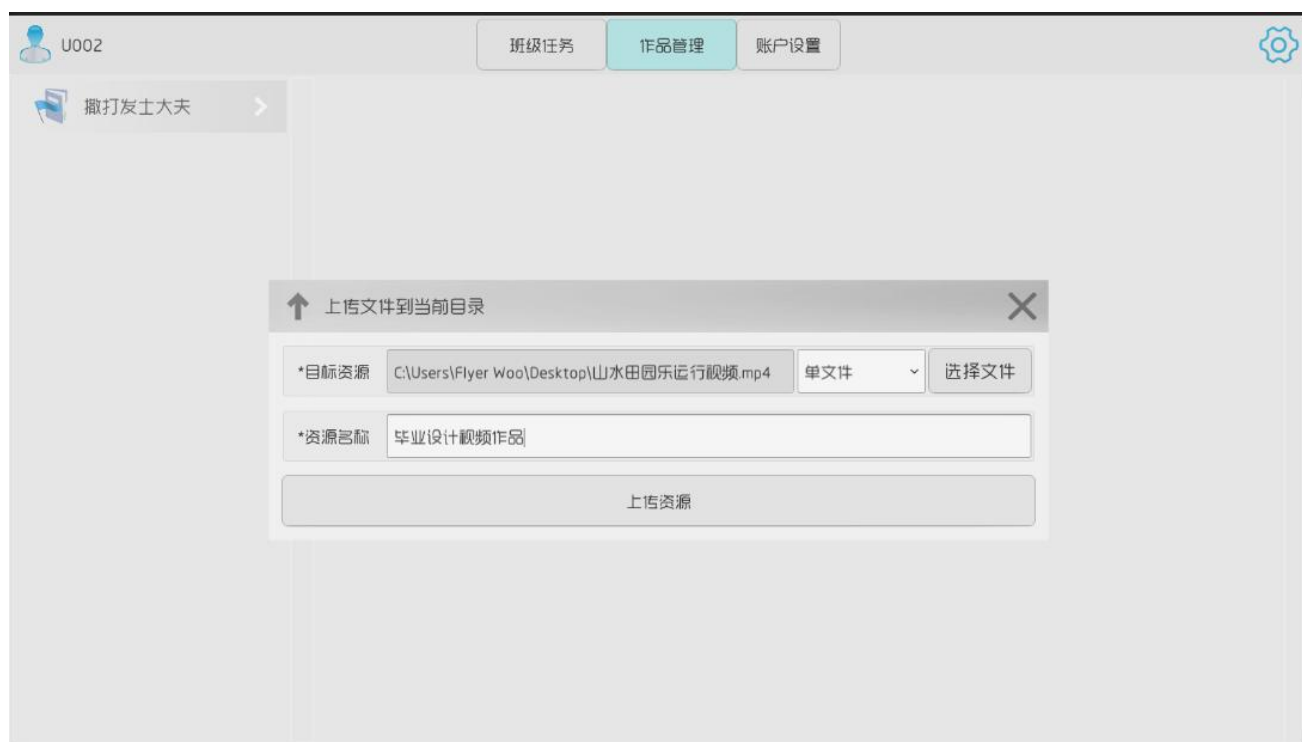 U002
班级任务
作品管理
账户设置
撒打发士大夫
上传文件到当前目录
*目标资源 C:\Users\Flyer Woo\Desktop\山水田园乐运行视频.mp4 单文件 选择文件
*资源名称 毕业设计视频作品
上传资源